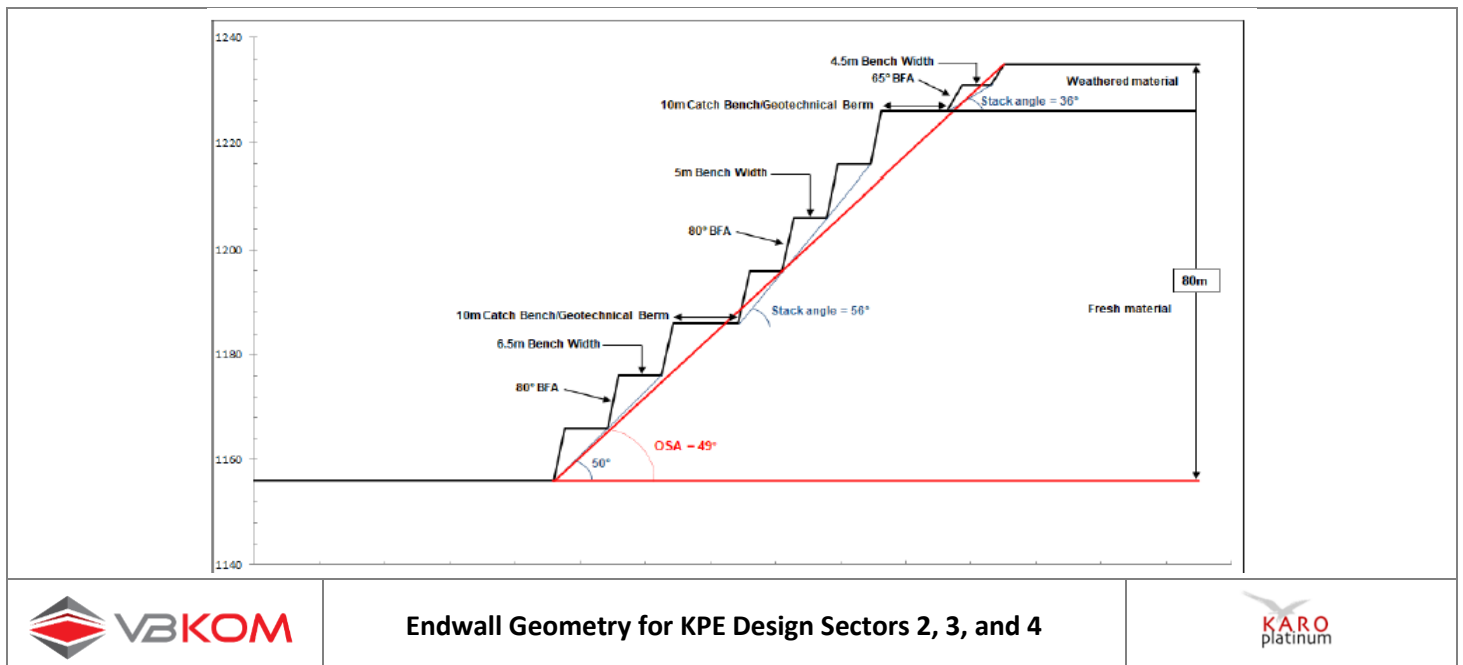 1240
4.5m Bench Width
65° BFA
Weathered material
10m Catch Bench/Geotechnical Berm
Stack angle = 36°
1220
5m Bench Width
80° BFA
1200
80m
10m Catch Bench/Geotechnical Berm
Stack angle = 56°
Fresh material
6.5m Bench Width
1180
80° BFA
OSA = 49°
50°
1160
1140
VBKOM
Endwall Geometry for KPE Design Sectors 2, 3, and 4
KARO
platinum